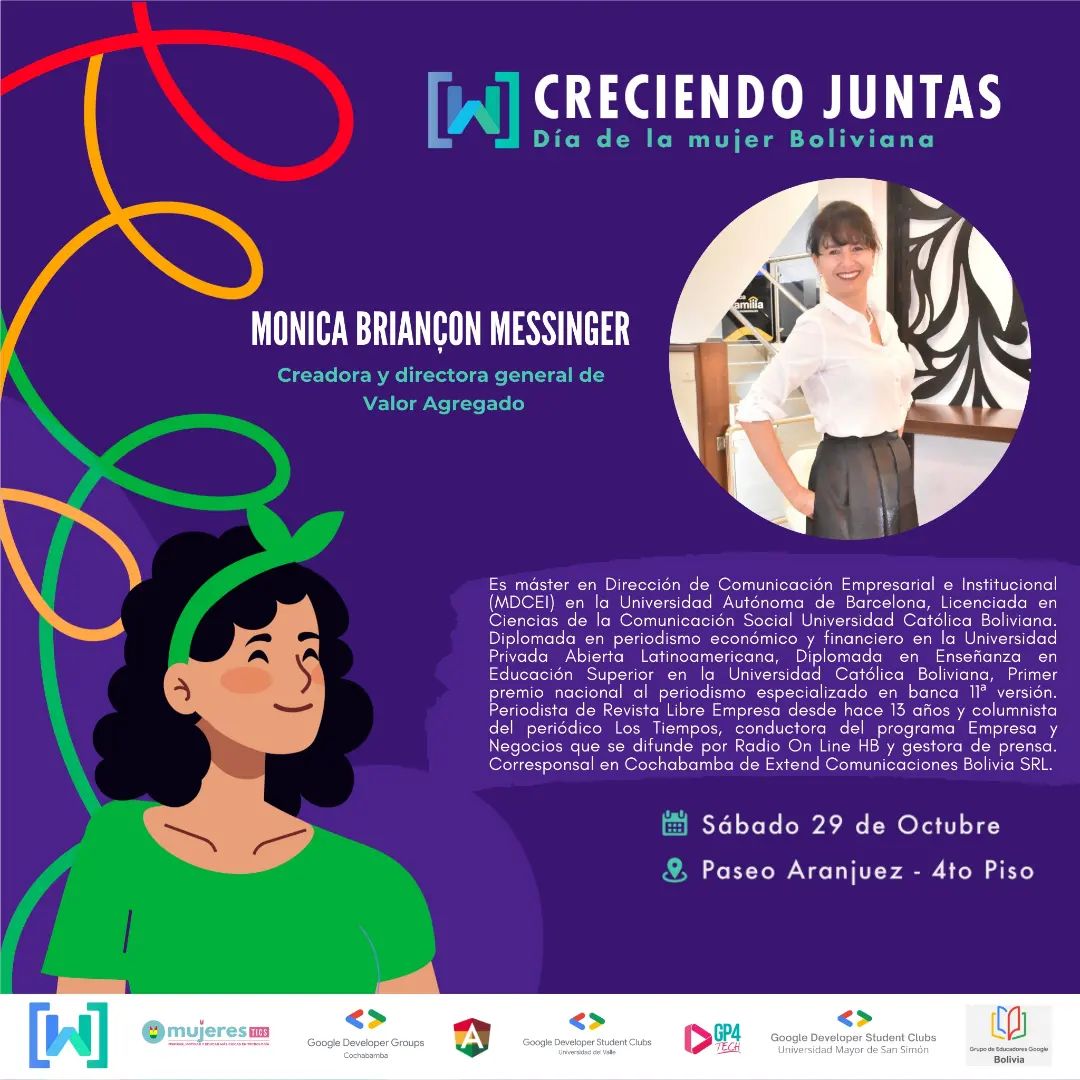 CRECIENDO JUNTAS
Día de la mujer Boliviana
amilia
MONICA BRIANÇON MESSINGER
Creadora y directora general de
Valor Agregado
Es máster en Dirección de Comunicación Empresarial e Institucional
(MDCEI) en la Universidad Autónoma de Barcelona, Licenciada en
Ciencias de la Comunicación Social Universidad Católica Boliviana.
Diplomada en periodismo económico y financiero en la Universidad
Privada Abierta Latinoamericana, Diplomada en Enseñanza en
Educación Superior en la Universidad Católica Boliviana, Primer
premio nacional al periodismo especializado en banca 11ª versión.
Periodista de Revista Libre Empresa desde hace 13 años y columnista
del periódico Los Tiempos, conductora del programa Empresa y
Negocios que se difunde por Radio On Line HB y gestora de prensa.
Corresponsal en Cochabamba de Extend Comunicaciones Bolivia SRL.
Sábado 29 de Octubre
Paseo Aranjuez - 4to Piso
mujeres TICS
Google Developer Groups
Cochabamba
A
Google Developer Student Clubs
Universidad del Valle
GP4
TECH
Google Developer Student Clubs
Universidad Mayor de San Simón
Grupo de Educadores Google
Bolivia